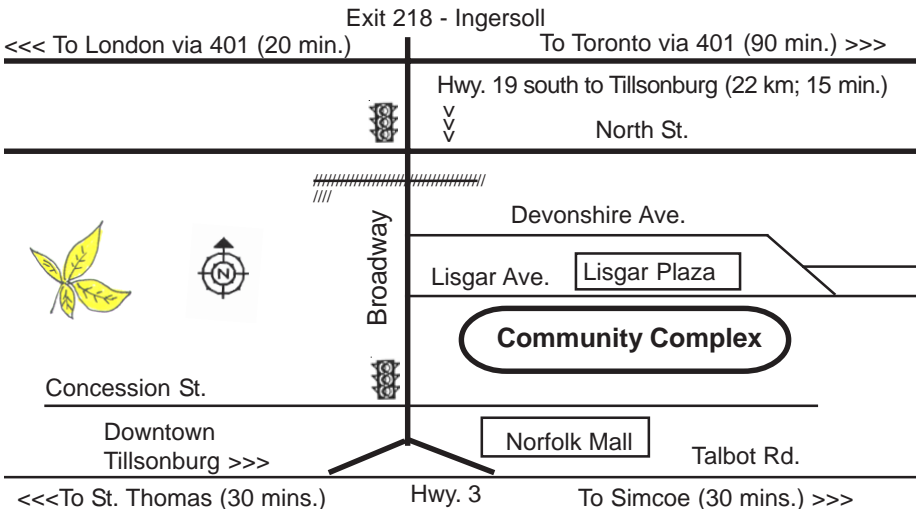 Exit 218 - Ingersoll
<<< To London via 401 (20 min.)
To Toronto via 401 (90 min.) >>>
Hwy. 19 south to Tillsonburg (22 km; 15 min.)
>>>
North St.
Devonshire Ave.
Broadway
Lisgar Ave.
Lisgar Plaza
N
Community Complex
Concession St.
Downtown
Tillsonburg >>>
Norfolk Mall
Talbot Rd.
<<<To St. Thomas (30 mins.)
Hwy. 3
To Simcoe (30 mins.) >>>